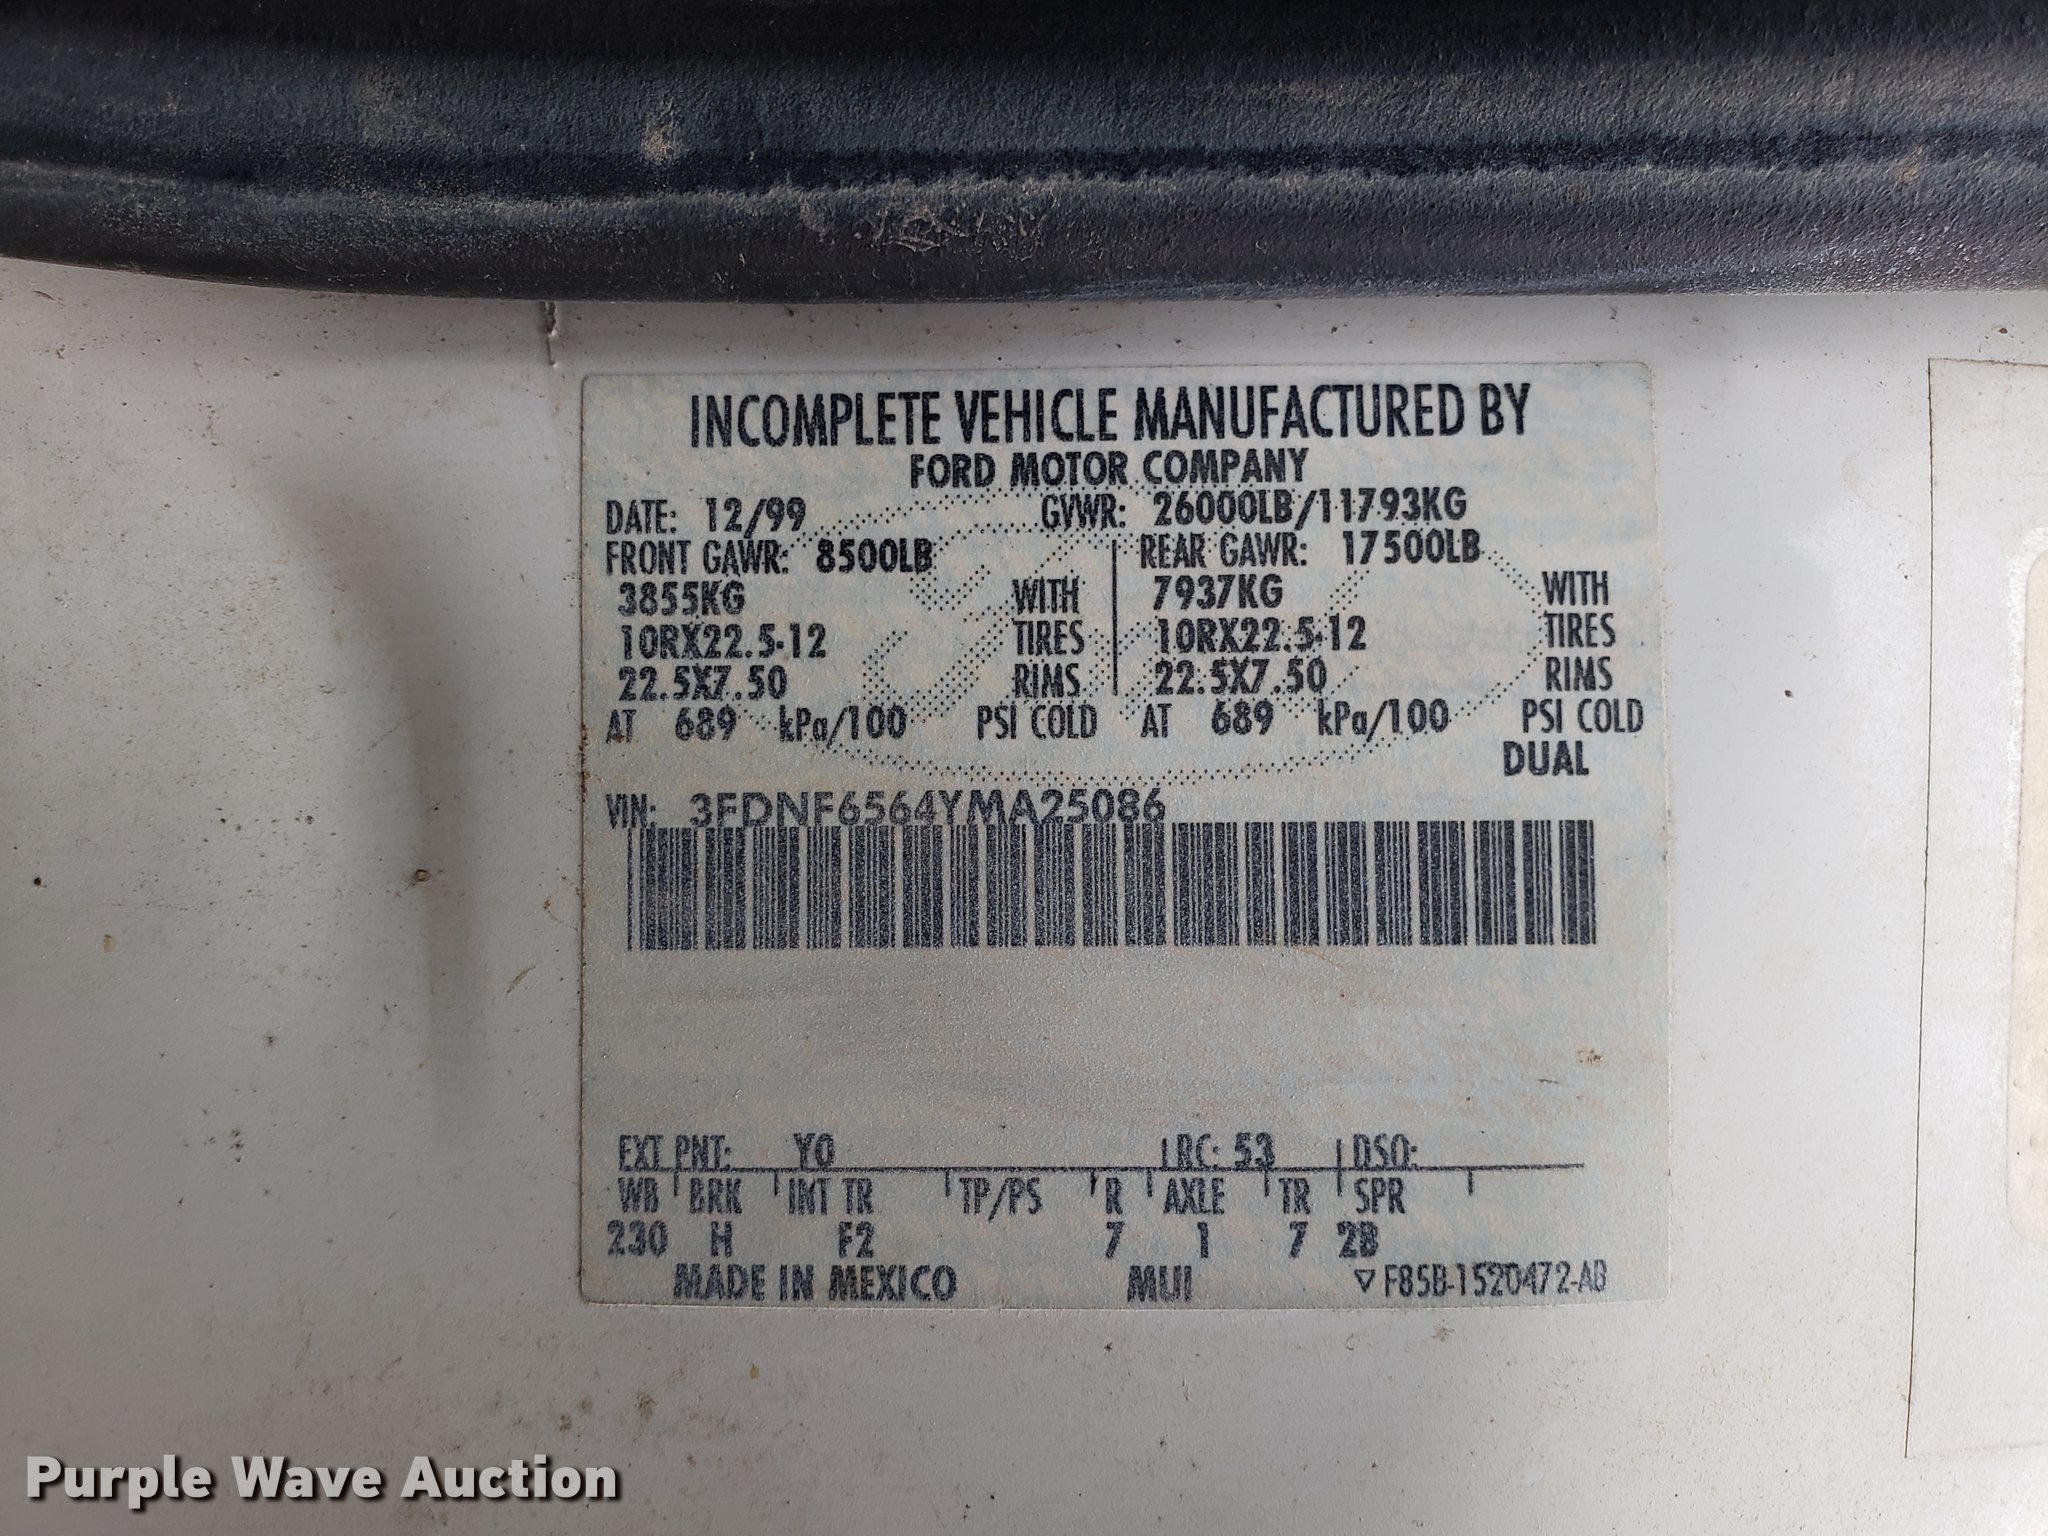 INCOMPLETE VEHICLE MANUFACTURED BY
FORD MOTOR COMPANY
DATE: 12/99 GVWR: 26000LB/11793KG
FRONT GAWR: 8500LB REAR GAWR: 17500LB
3855KG WITH 7937KG WITH
10RX22.5-12 TIRES 10RX22.5-12 TIRES
22.5X7.50 RIMS 22.5X7.50 RIMS
AT 689 kPa/100 PSI COLD AT 689 kPa/100 PSI COLD
DUAL
VIN: 3FDNF6564YMA25086
EXT PNT: YO RC: 53 DSO:
WB BRK INT TR TP/PS R AXLE TR SPR
230 H F2 7 1 7 2B
MADE IN MEXICO MUI ▽ F85B-1520472-AB
Purple Wave Auction